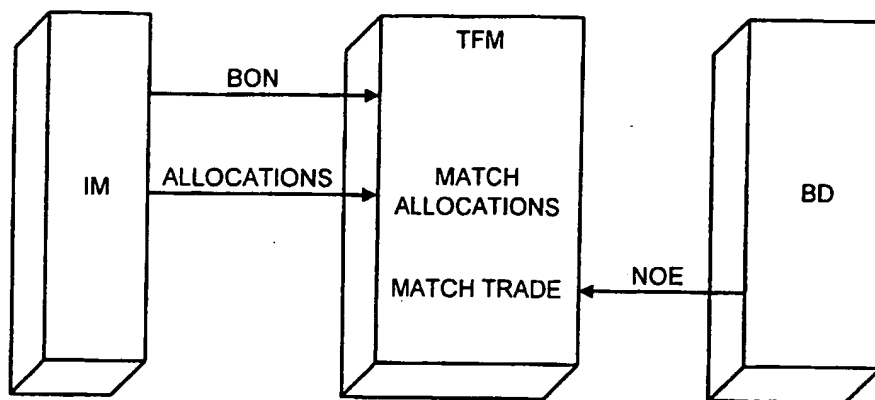 TFM
BON
IM
ALLOCATIONS
MATCH
ALLOCATIONS
BD
MATCH TRADE
NOE